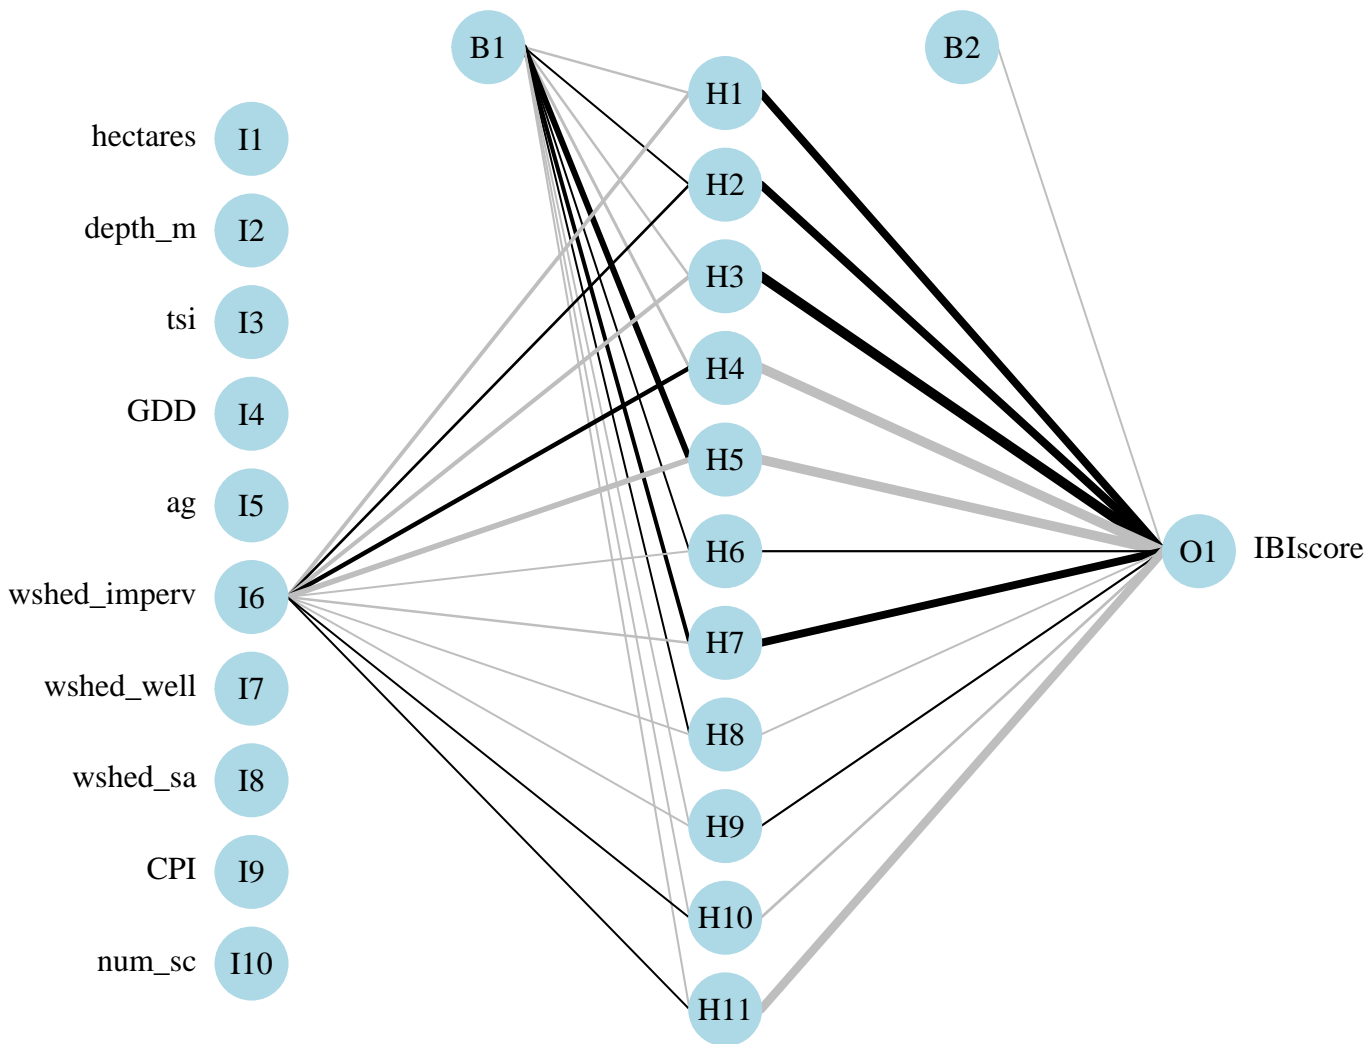 B1
B2
H1
hectares I1
H2
depth_m I2
H3
tsi I3
H4
GDD I4
H5
ag I5
H6
O1 IBIscore
wshed_imperv I6
H7
wshed_well I7
H8
wshed_sa I8
H9
CPI I9
H10
num_sc I10
H11